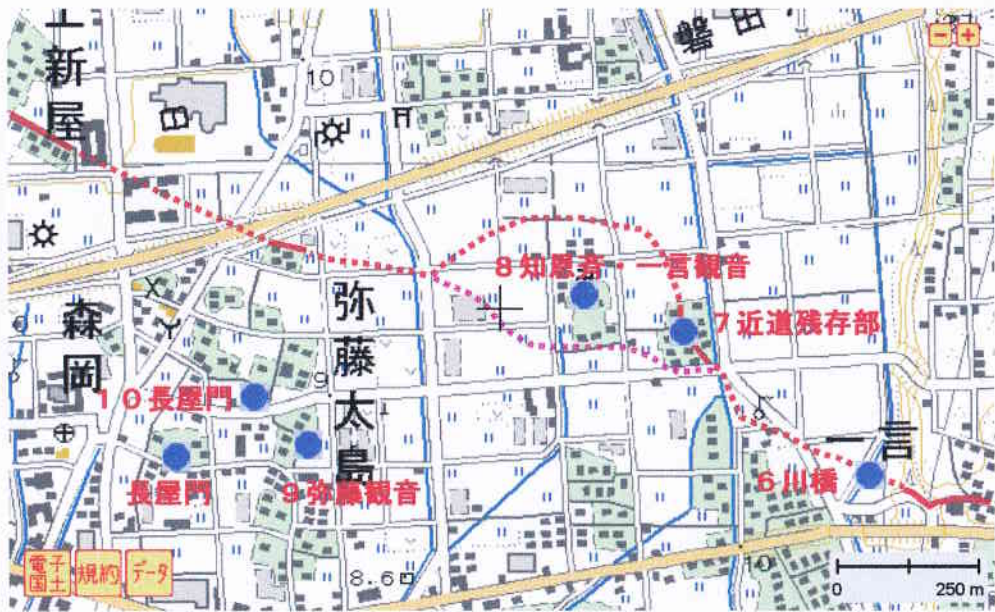 上新屋
磐田
10
8知恩斎・一言観音
7近道残存部
弥藤太島
森岡
10長屋門
9
一言
6川橋
長屋門
9弥藤観音
電子国土
規約
データ
8.6
10
0
250 m